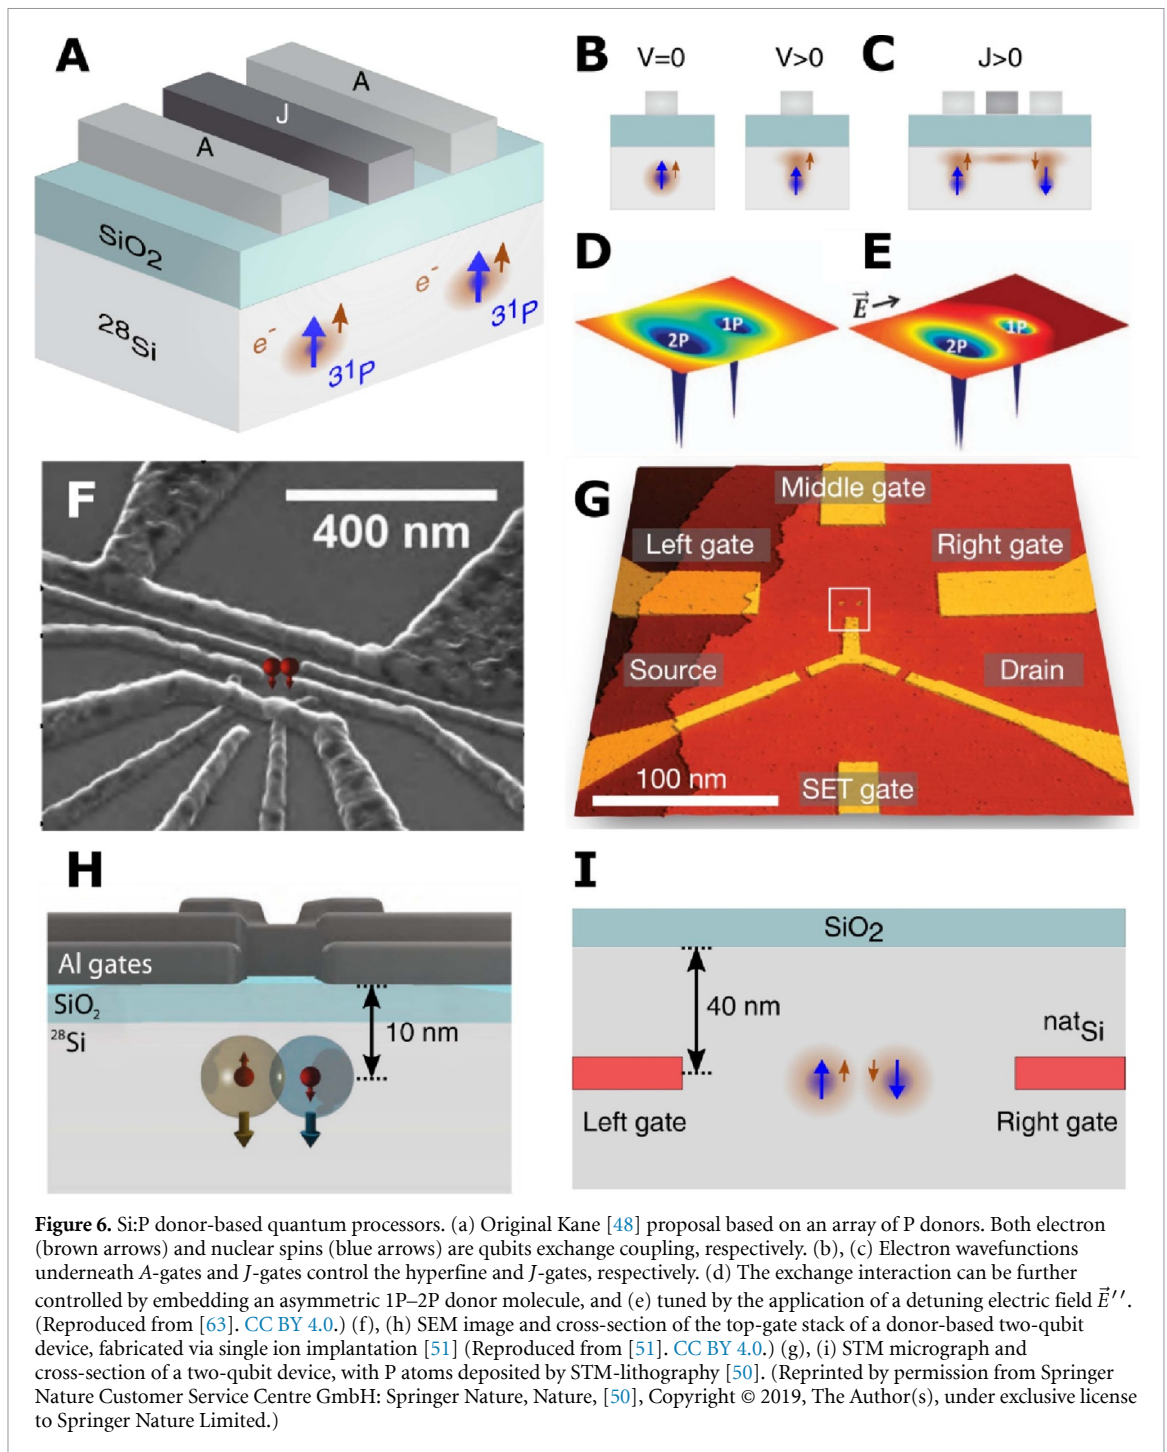 A
A
J
A
SiO2
28Si
e-
31P
e-
31P
B
V=0
V>0
C
J>0
D
2P
1P
E
E⃗
2P
1P
F
400 nm
G
Middle gate
Left gate
Right gate
Source
Drain
100 nm
SET gate
H
Al gates
SiO2
28Si
10 nm
I
SiO2
40 nm
natSi
Left gate
Right gate
Figure 6. Si:P donor-based quantum processors. (a) Original Kane [48] proposal based on an array of P donors. Both electron
(brown arrows) and nuclear spins (blue arrows) are qubits exchange coupling, respectively. (b), (c) Electron wavefunctions
underneath A-gates and J-gates control the hyperfine and J-gates, respectively. (d) The exchange interaction can be further
controlled by embedding an asymmetric 1P–2P donor molecule, and (e) tuned by the application of a detuning electric field E⃗′′.
(Reproduced from [63]. CC BY 4.0.) (f), (h) SEM image and cross-section of the top-gate stack of a donor-based two-qubit
device, fabricated via single ion implantation [51] (Reproduced from [51]. CC BY 4.0.) (g), (i) STM micrograph and
cross-section of a two-qubit device, with P atoms deposited by STM-lithography [50]. (Reprinted by permission from Springer
Nature Customer Service Centre GmbH: Springer Nature, Nature, [50], Copyright © 2019, The Author(s), under exclusive license
to Springer Nature Limited.)